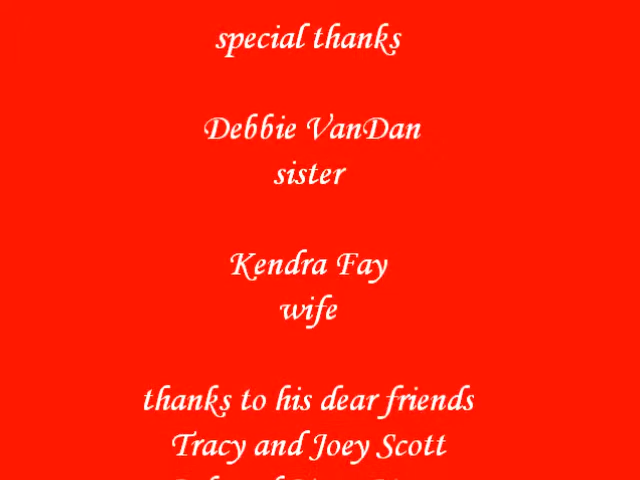 special thanks
Debbie VanDan
sister
Kendra Fay
wife
thanks to his dear friends
Tracy and Joey Scott